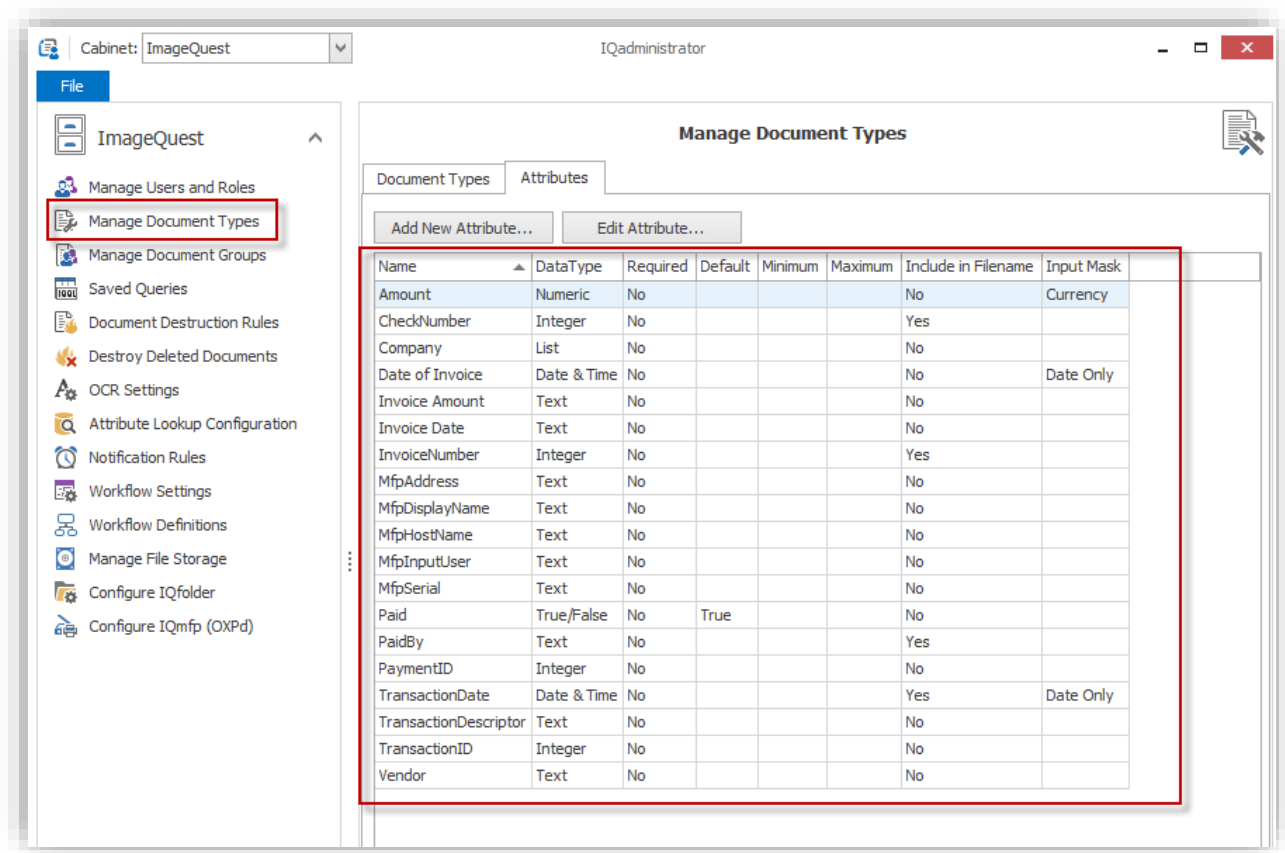 Cabinet: ImageQuest IQadministrator
File
ImageQuest
Manage Users and Roles
Manage Document Types
Manage Document Groups
Saved Queries
Document Destruction Rules
Destroy Deleted Documents
OCR Settings
Attribute Lookup Configuration
Notification Rules
Workflow Settings
Workflow Definitions
Manage File Storage
Configure IQfolder
Configure IQmfp (OXPd)
Manage Document Types
Document Types Attributes
Add New Attribute... Edit Attribute...
Name DataType Required Default Minimum Maximum Include in Filename Input Mask
Amount Numeric No No Currency
CheckNumber Integer No Yes
Company List No No
Date of Invoice Date & Time No No Date Only
Invoice Amount Text No No
Invoice Date Text No No
InvoiceNumber Integer No Yes
MfpAddress Text No No
MfpDisplayName Text No No
MfpHostName Text No No
MfpInputUser Text No No
MfpSerial Text No No
Paid True/False No True No
PaidBy Text No Yes
PaymentID Integer No No
TransactionDate Date & Time No Yes Date Only
TransactionDescriptor Text No No
TransactionID Integer No No
Vendor Text No No